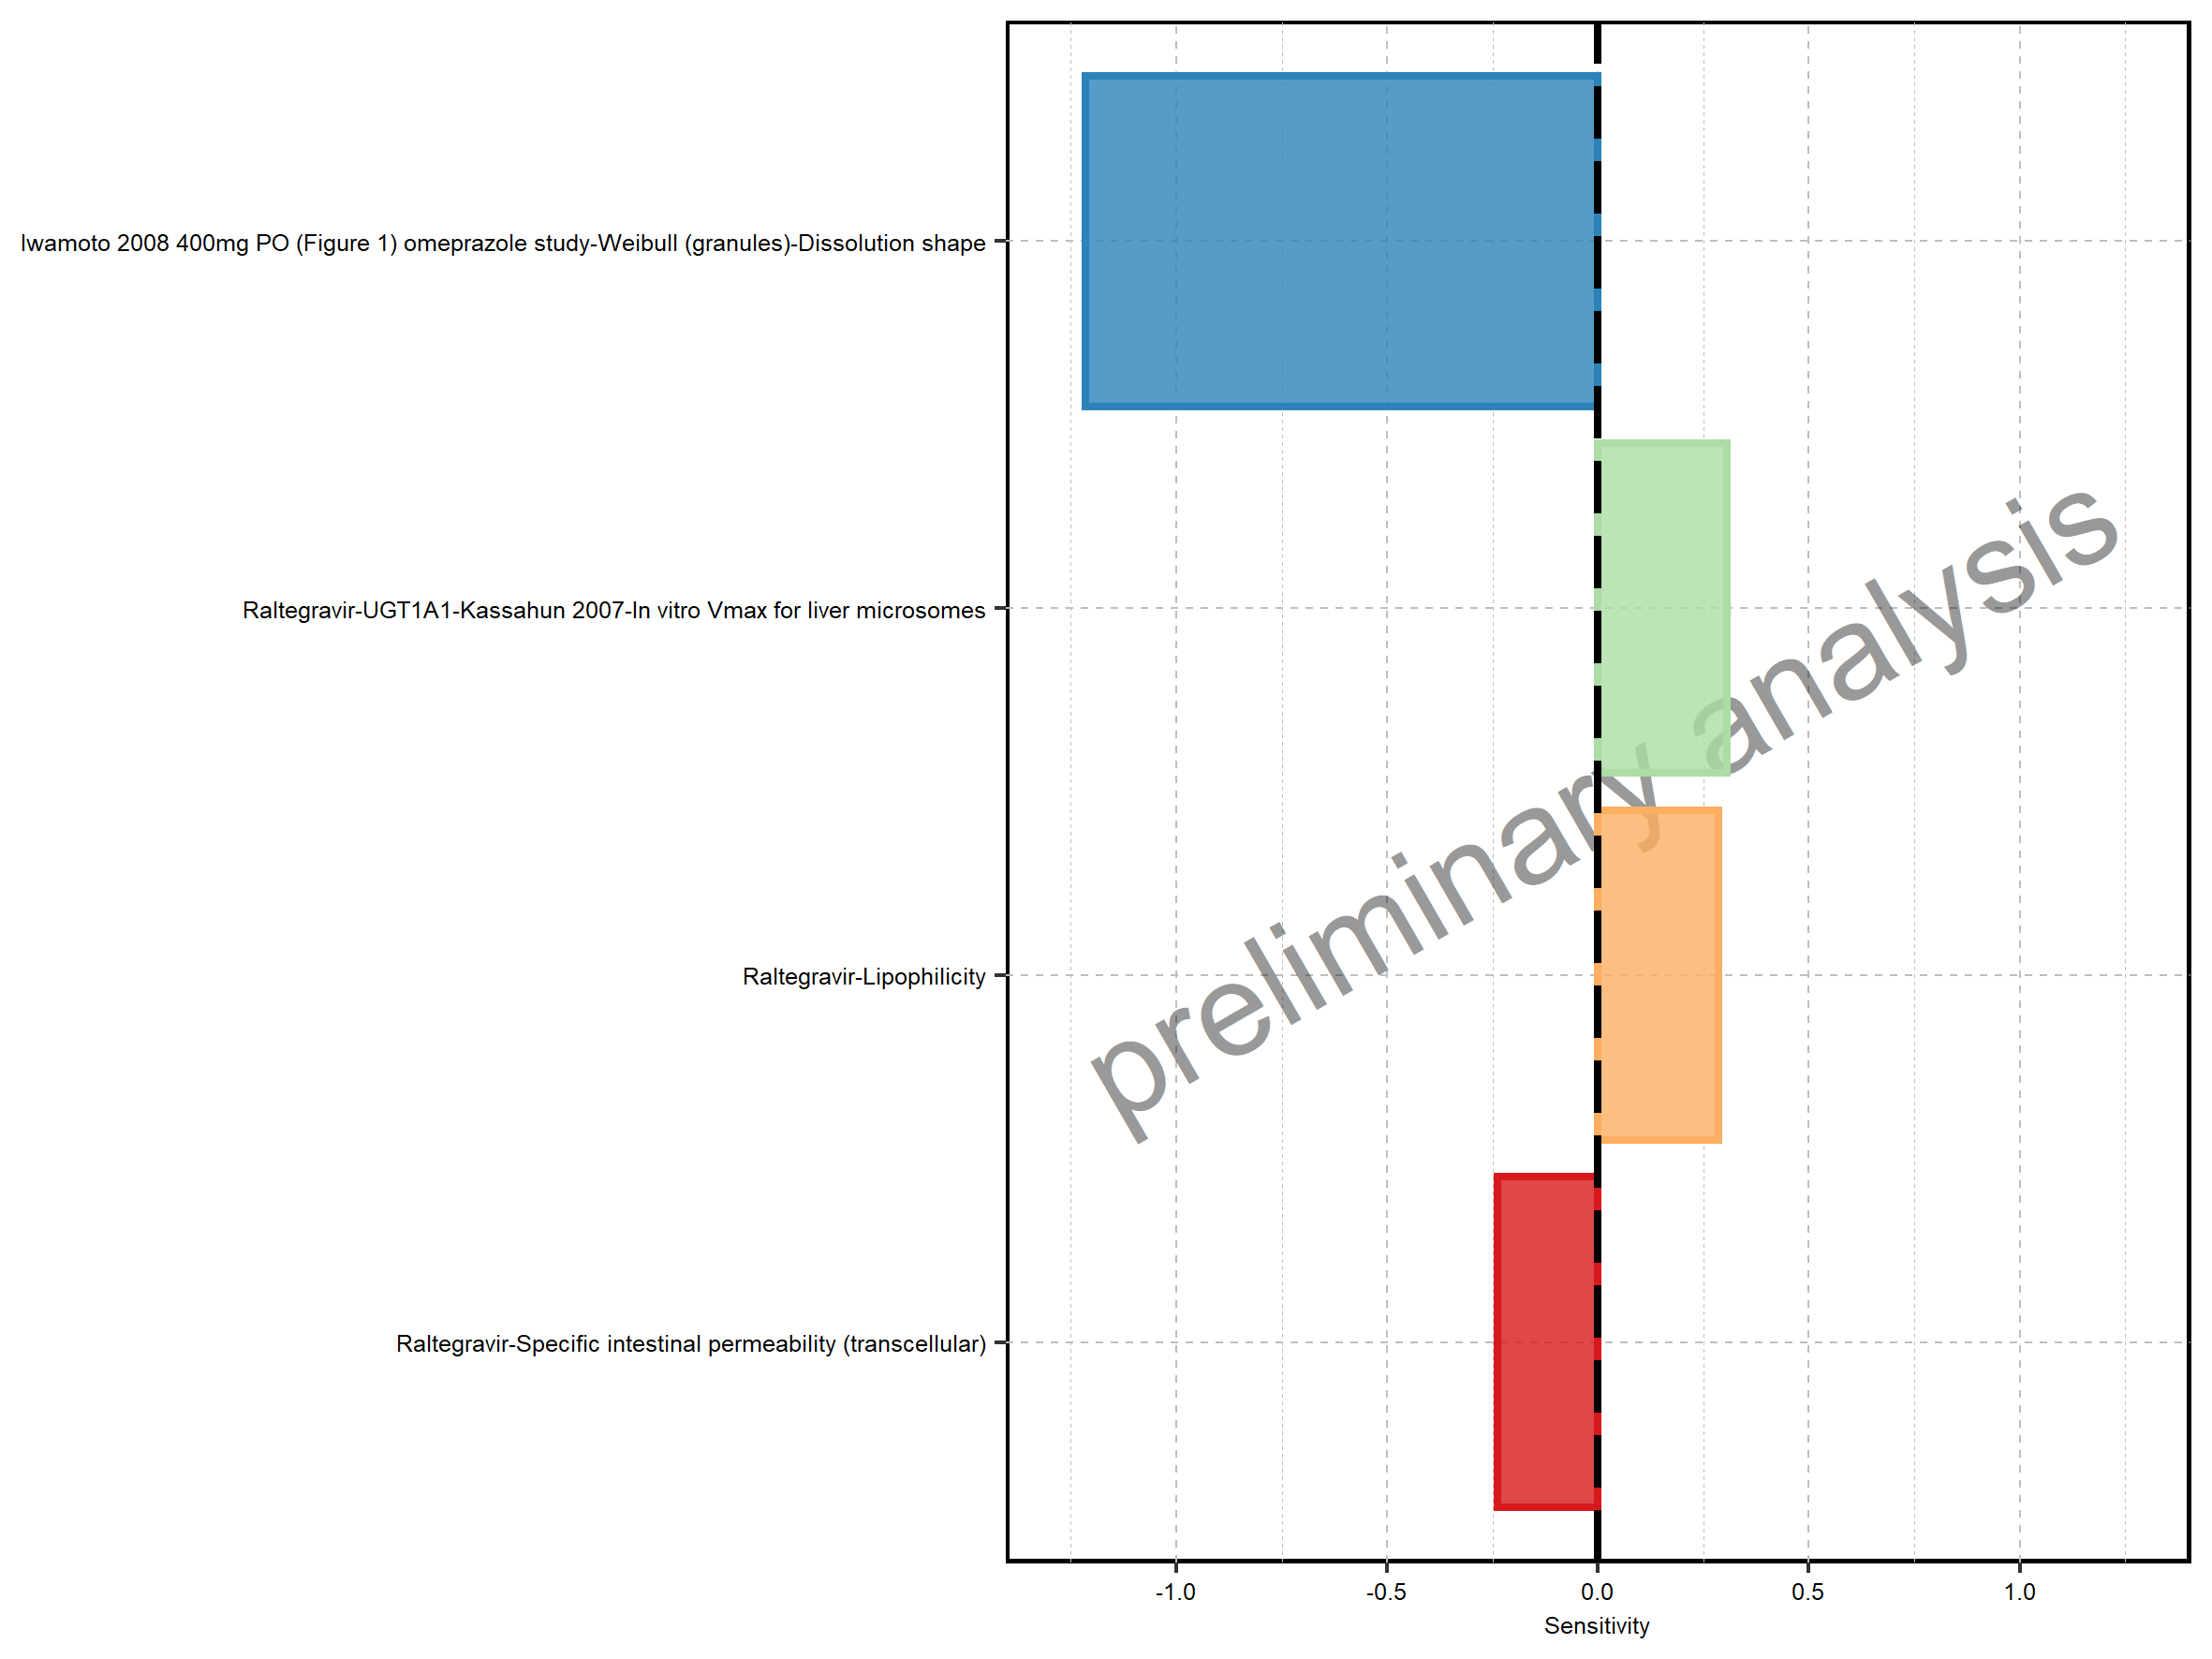 Iwamoto 2008 400mg PO (Figure 1) omeprazole study-Weibull (granules)-Dissolution shape
Raltegravir-UGT1A1-Kassahun 2007-In vitro Vmax for liver microsomes
Raltegravir-Lipophilicity
Raltegravir-Specific intestinal permeability (transcellular)
preliminary analysis
-1.0 -0.5 0.0 0.5 1.0
Sensitivity